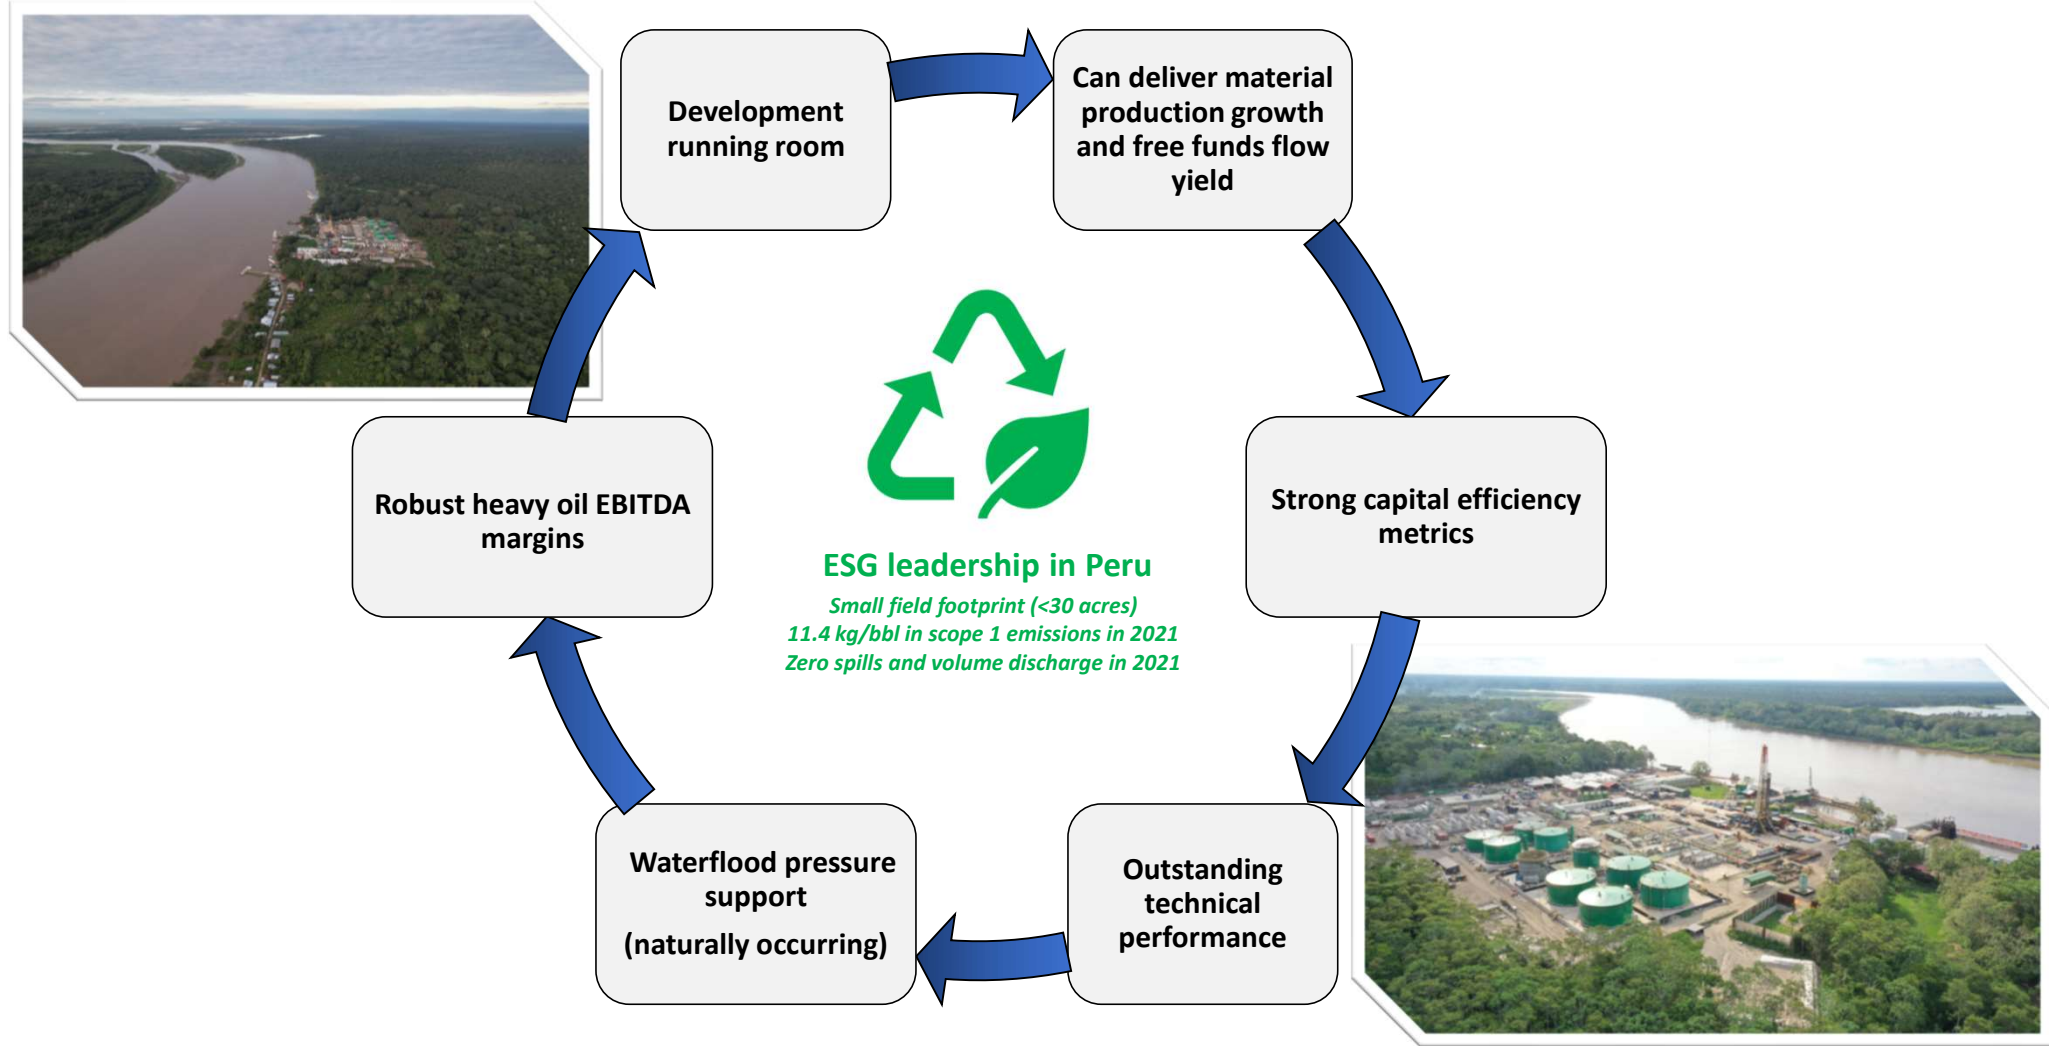 Development
running room
Can deliver material
production growth
and free funds flow
yield
Robust heavy oil EBITDA
margins
Strong capital efficiency
metrics
ESG leadership in Peru
Small field footprint (<30 acres)
11.4 kg/bbl in scope 1 emissions in 2021
Zero spills and volume discharge in 2021
Waterflood pressure
support
(naturally occurring)
Outstanding
technical
performance